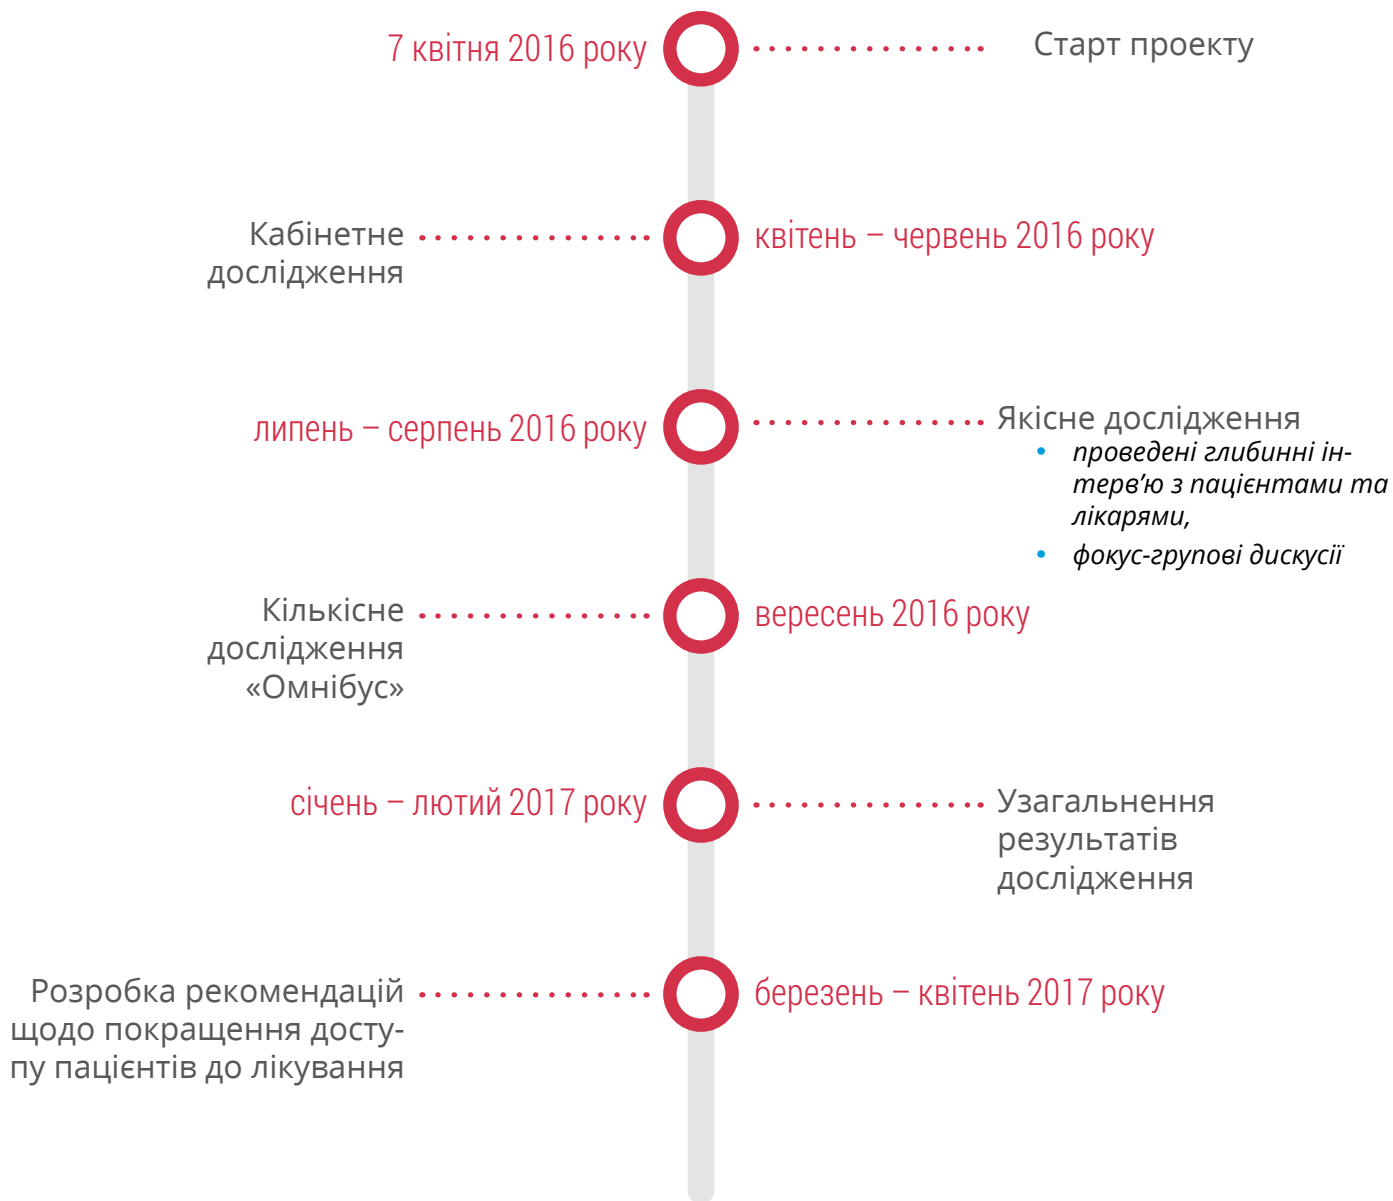 7 квітня 2016 року
Старт проекту
Кабінетне
дослідження
квітень – червень 2016 року
липень – серпень 2016 року
Якісне дослідження
• проведені глибинні ін-
терв’ю з пацієнтами та
лікарями,
• фокус-групові дискусії
Кількісне
дослідження
«Омнібус»
вересень 2016 року
січень – лютий 2017 року
Узагальнення
результатів
дослідження
Розробка рекомендацій
щодо покращення досту-
пу пацієнтів до лікування
березень – квітень 2017 року